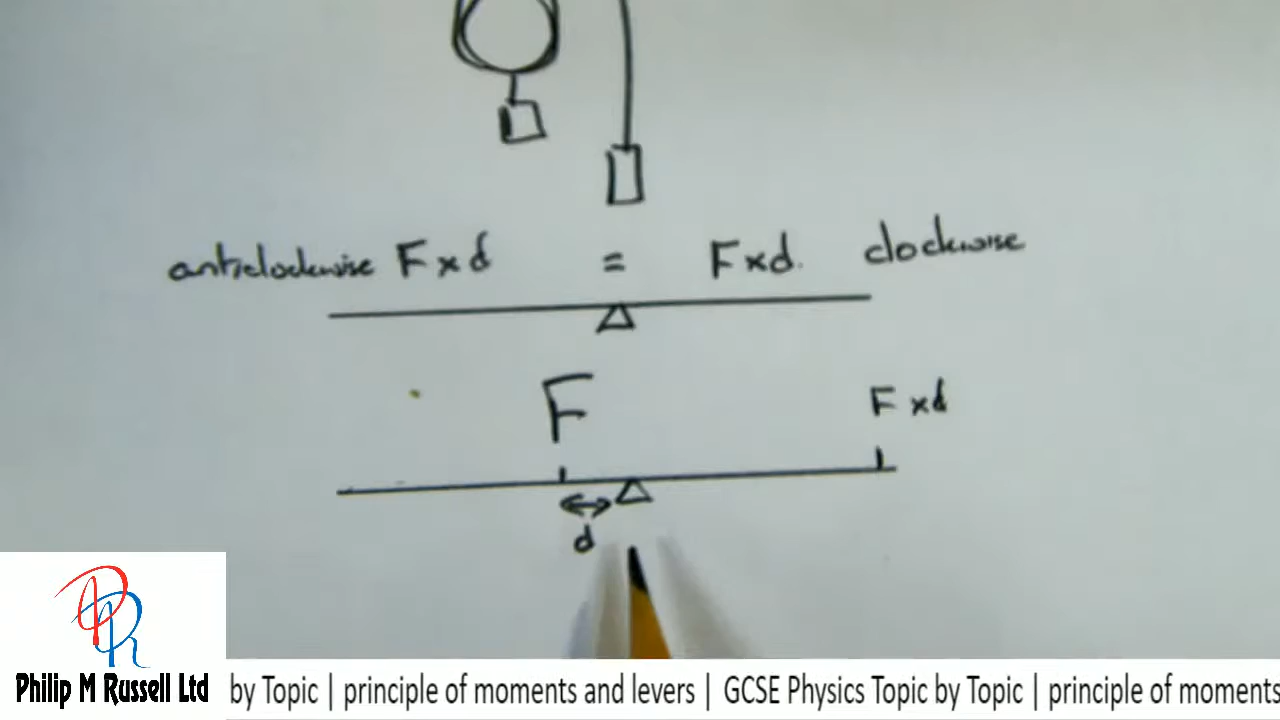 anticlockwise F x d = F x d. clockwise
F
F x d
d
Philip M Russell Ltd
by Topic | principle of moments and levers | GCSE Physics Topic by Topic | principle of moments